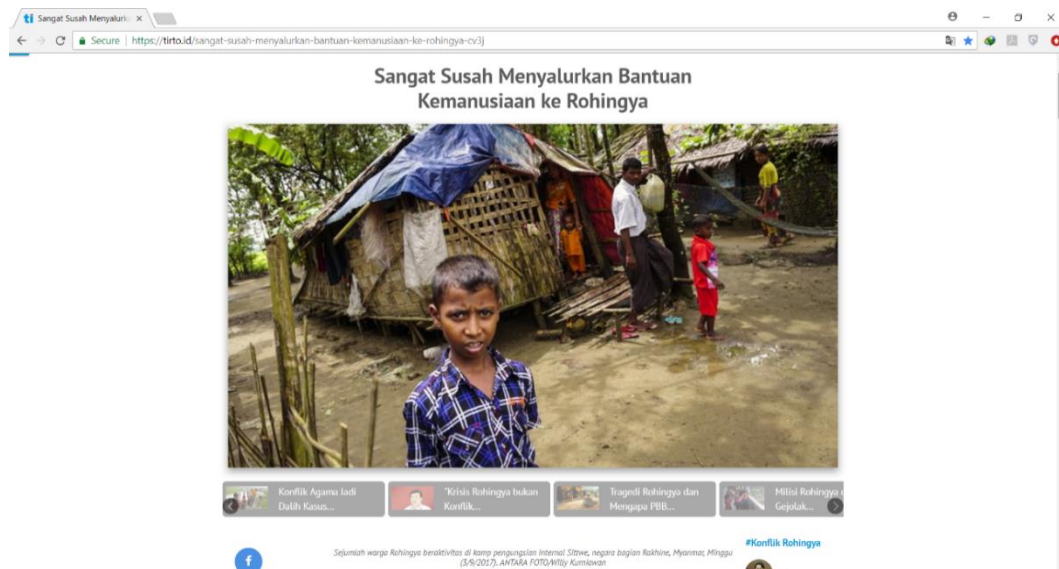 Sangat Susah Menyalurk
Secure | https://tirto.id/sangat-susah-menyalurkan-bantuan-kemanusiaan-ke-rohingya-cv3j
Sangat Susah Menyalurkan Bantuan
Kemanusiaan ke Rohingya
Konflik Agama Jadi
Dalih Kasus...
"Krisis Rohingya bukan
Konflik...
Tragedi Rohingya dan
Mengapa PBB...
Milisi Rohingya
Gejolak...
#Konflik Rohingya
Sejumlah warga Rohingya beraktivitas di kamp pengungsian Internal Sittwe, negara bagian Rakhine, Myanmar, Minggu
(3/9/2017). ANTARA FOTO/Willy Kurniawan